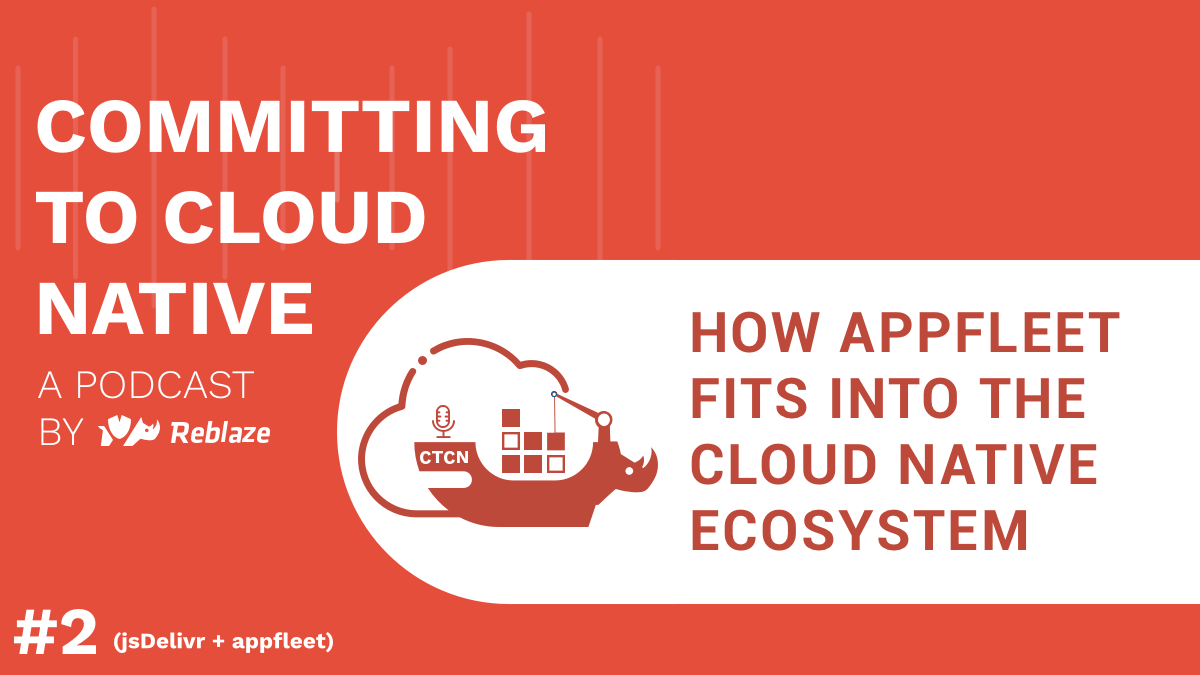 COMMITTING
TO CLOUD
NATIVE
A PODCAST
BY Reblaze
CTCN
HOW APPFLEET
FITS INTO THE
CLOUD NATIVE
ECOSYSTEM
#2 (jsDelivr + appfleet)